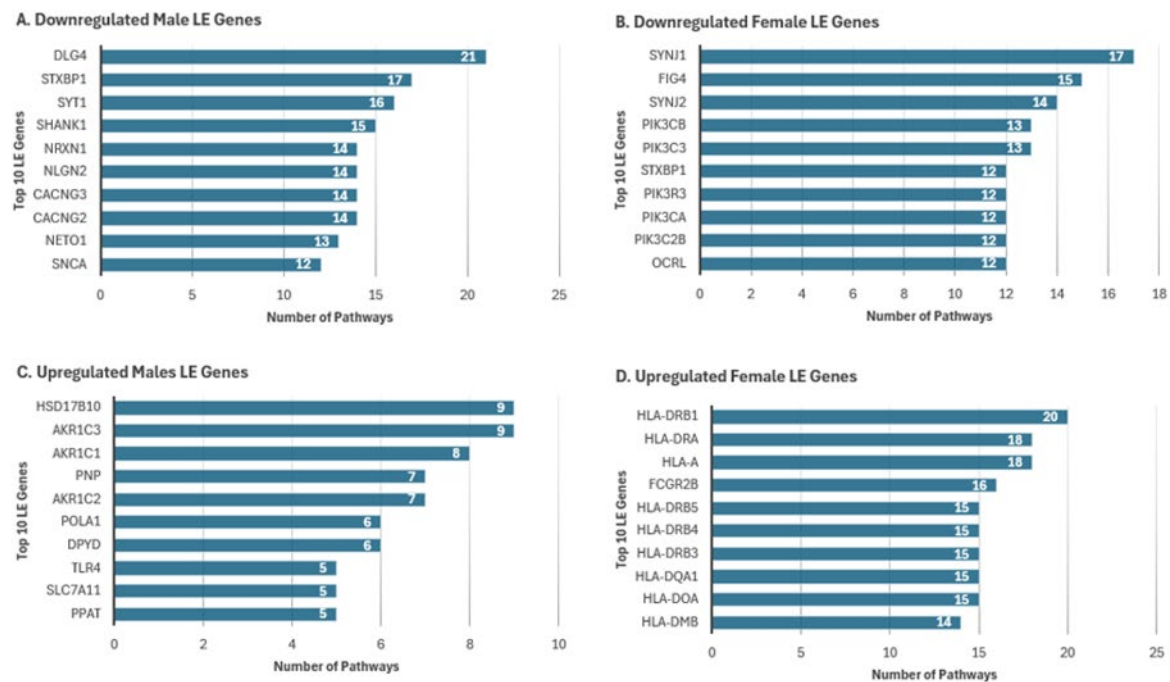 A. Downregulated Male LE Genes
Top 10 LE Genes
DLG4 21
STXBP1 17
SYT1 16
SHANK1 15
NRXN1 14
NLGN2 14
CACNG3 14
CACNG2 14
NETO1 13
SNCA 12
0 5 10 15 20 25
Number of Pathways
B. Downregulated Female LE Genes
Top 10 LE Genes
SYNJ1 17
FIG4 15
SYNJ2 14
PIK3CB 13
PIK3C3 13
STXBP1 12
PIK3R3 12
PIK3CA 12
PIK3C2B 12
OCRL 12
0 2 4 6 8 10 12 14 16 18
Number of Pathways
C. Upregulated Males LE Genes
Top 10 LE Genes
HSD17B10 9
AKR1C3 9
AKR1C1 8
PNP 7
AKR1C2 7
POLA1 6
DPYD 6
TLR4 5
SLC7A11 5
PPAT 5
0 2 4 6 8 10
Number of Pathways
D. Upregulated Female LE Genes
Top 10 LE Genes
HLA-DRB1 20
HLA-DRA 18
HLA-A 18
FCGR2B 16
HLA-DRB5 15
HLA-DRB4 15
HLA-DRB3 15
HLA-DQA1 15
HLA-DOA 15
HLA-DMB 14
0 5 10 15 20 25
Number of Pathways